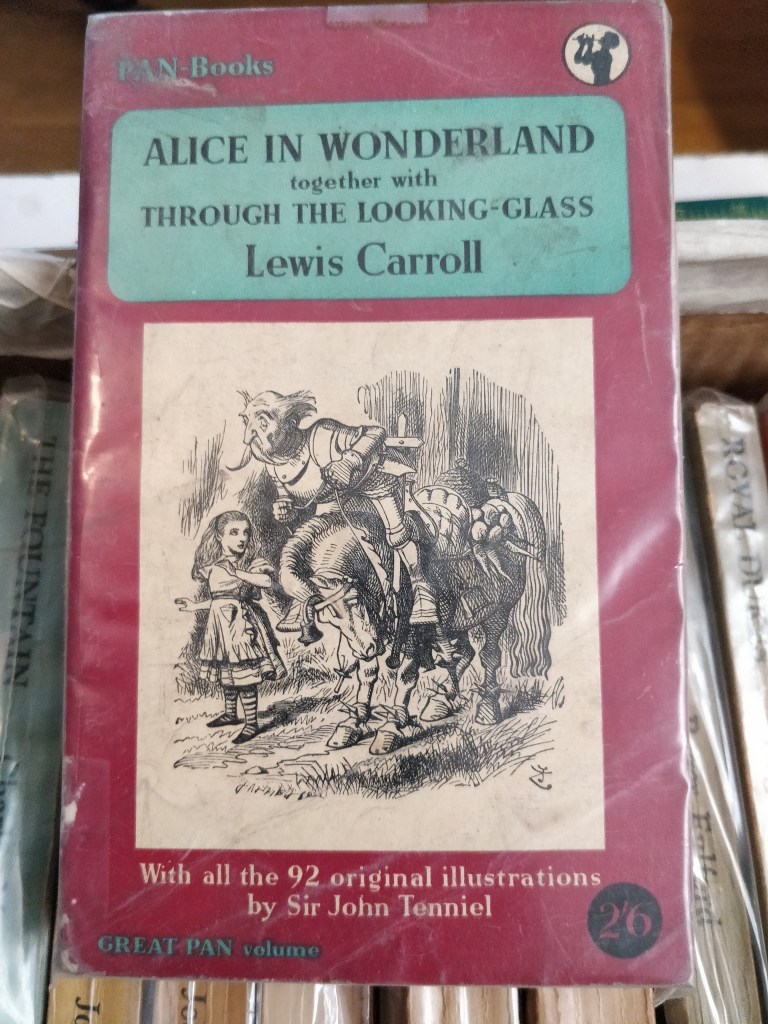 PAN-Books
ALICE IN WONDERLAND
together with
THROUGH THE LOOKING-GLASS
Lewis Carroll
With all the 92 original illustrations
by Sir John Tenniel
2'6
GREAT PAN volume
THE FOUNTAIN